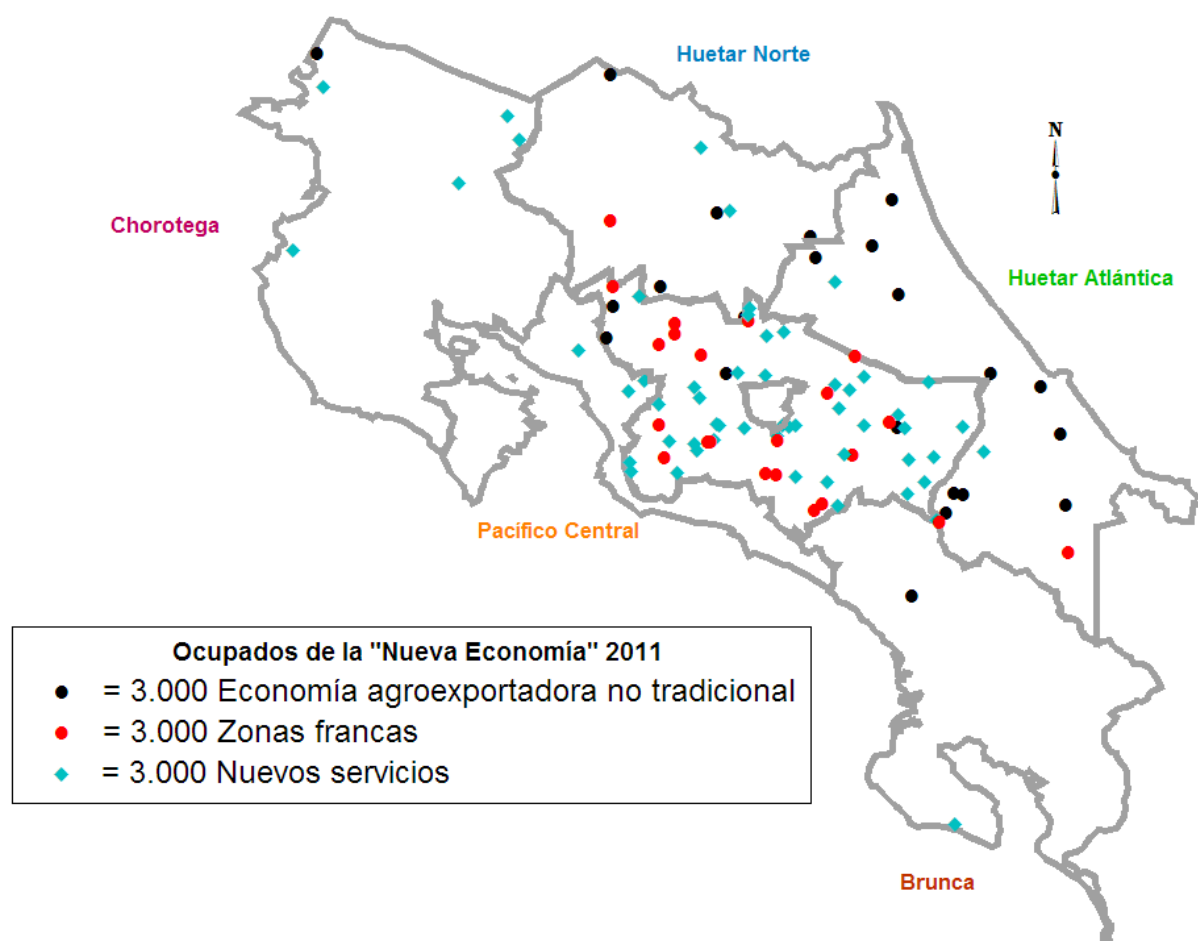 Huetar Norte
N
Chorotega
Huetar Atlántica
Pacífico Central
Ocupados de la "Nueva Economía" 2011
= 3.000 Economía agroexportadora no tradicional
= 3.000 Zonas francas
= 3.000 Nuevos servicios
Brunca